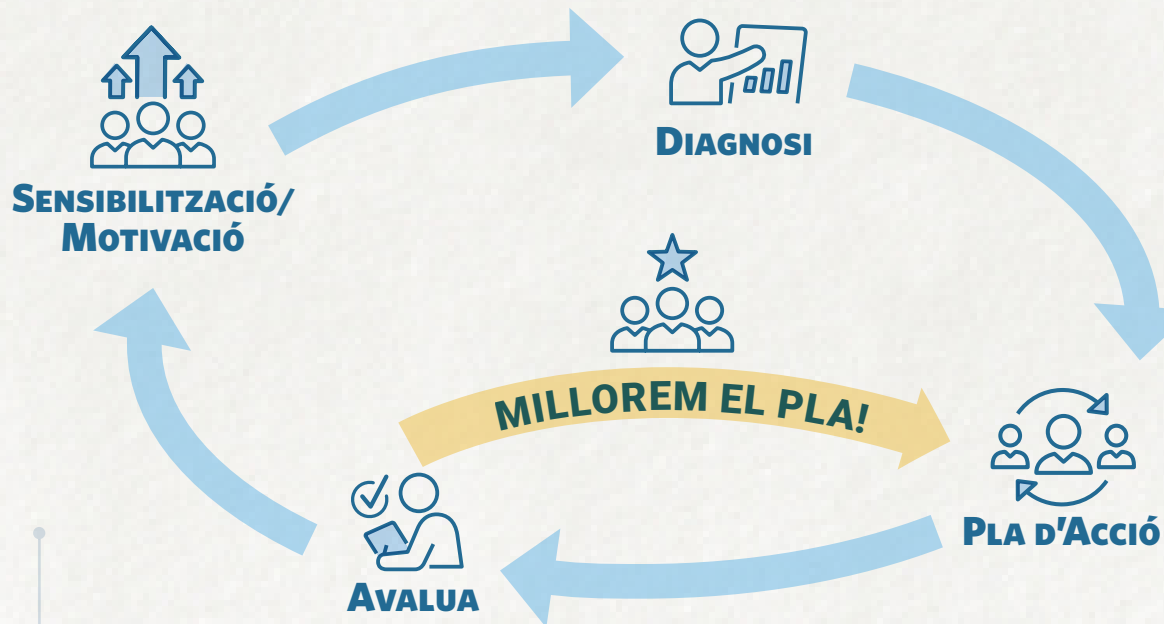 Diagnosi
Sensibilització/
Motivació
MILLOREM EL PLA!
Pla d'Acció
Avalua